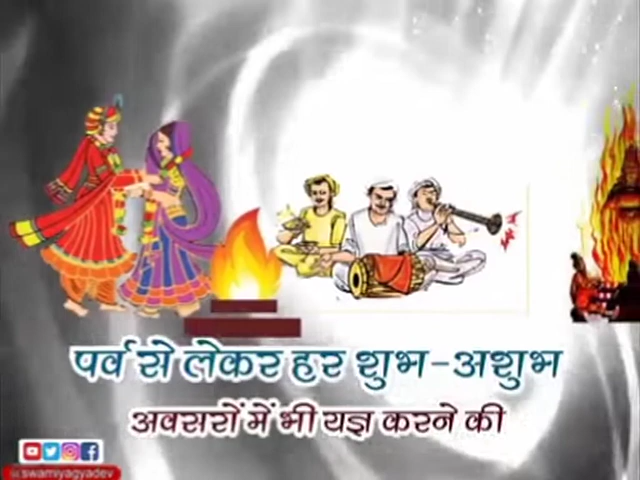 पर्व से लेकर हर शुभ-अशुभ
अवसरों में भी यज्ञ करने की
@swamiyagyadev